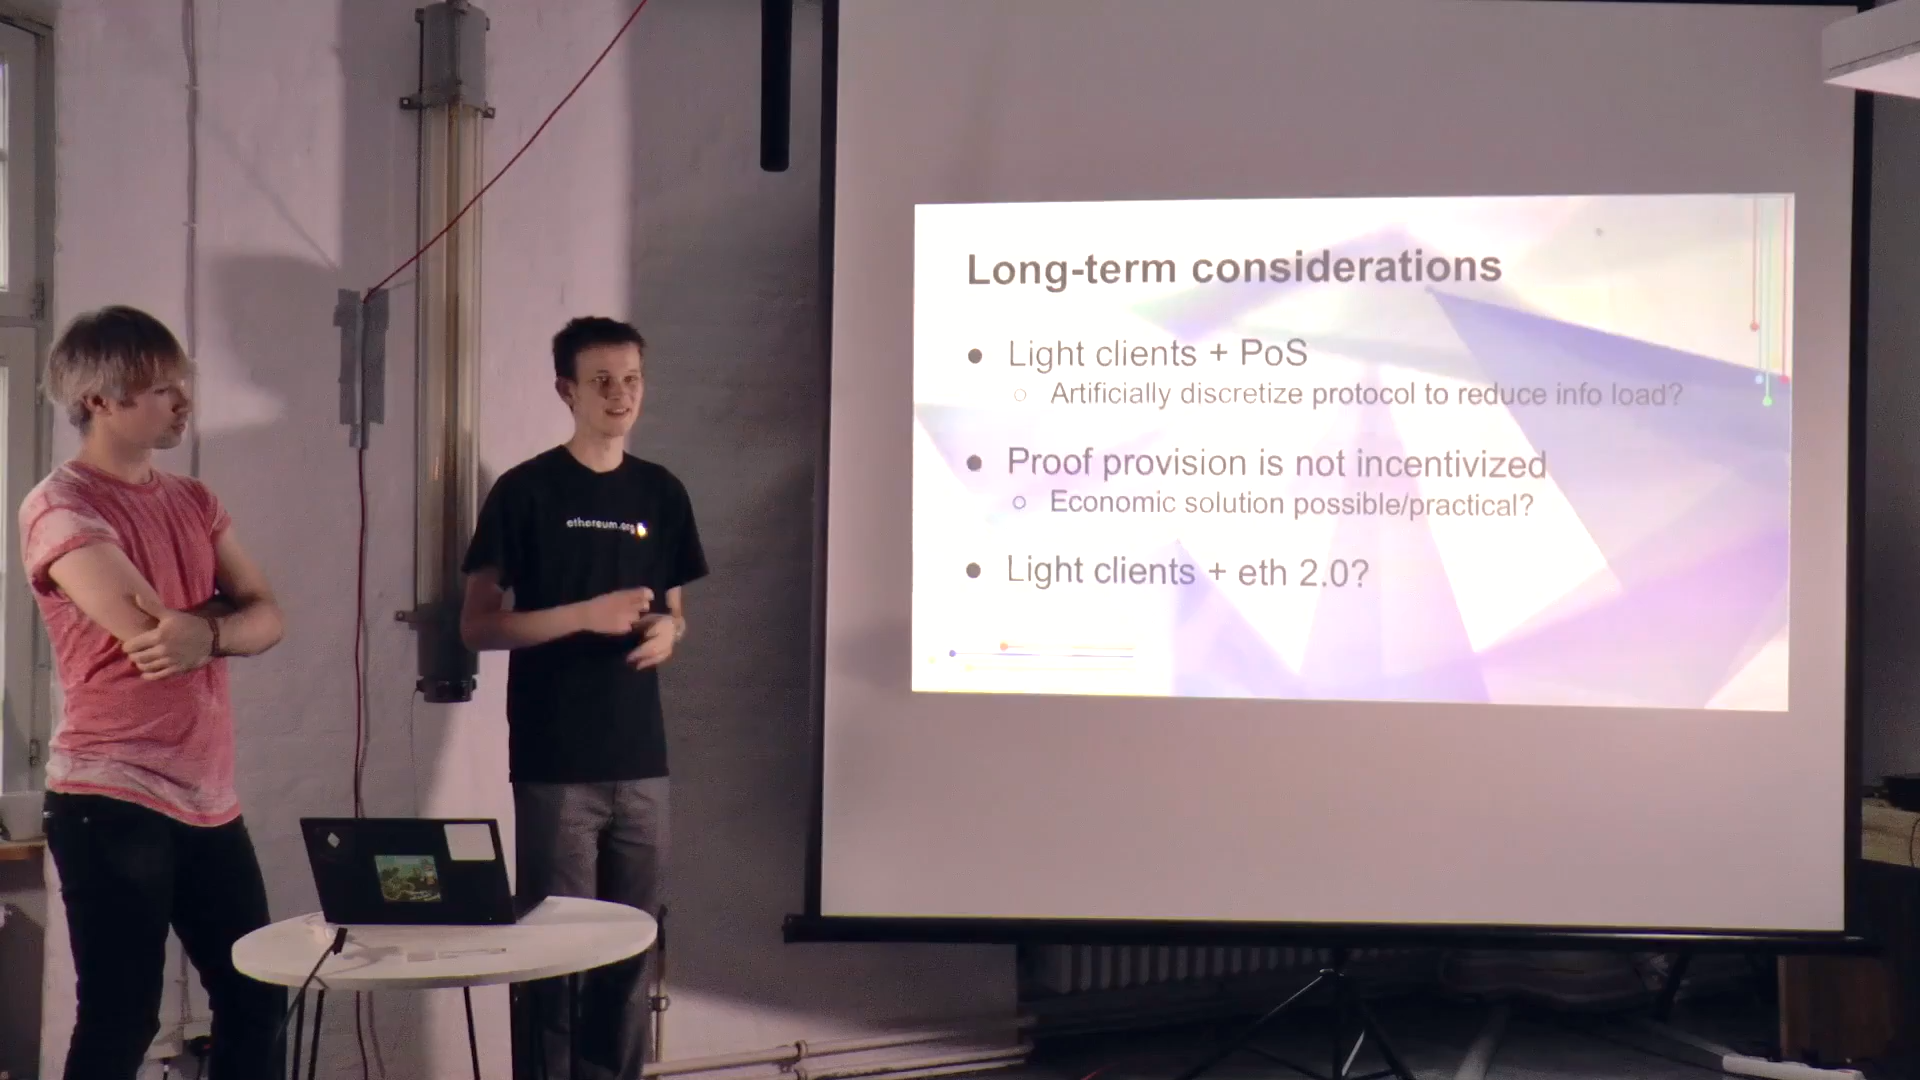 Long-term considerations
Light clients + PoS
Artificially discretize protocol to reduce info load?
Proof provision is not incentivized
Economic solution possible/practical?
Light clients + eth 2.0?
ethereum.org